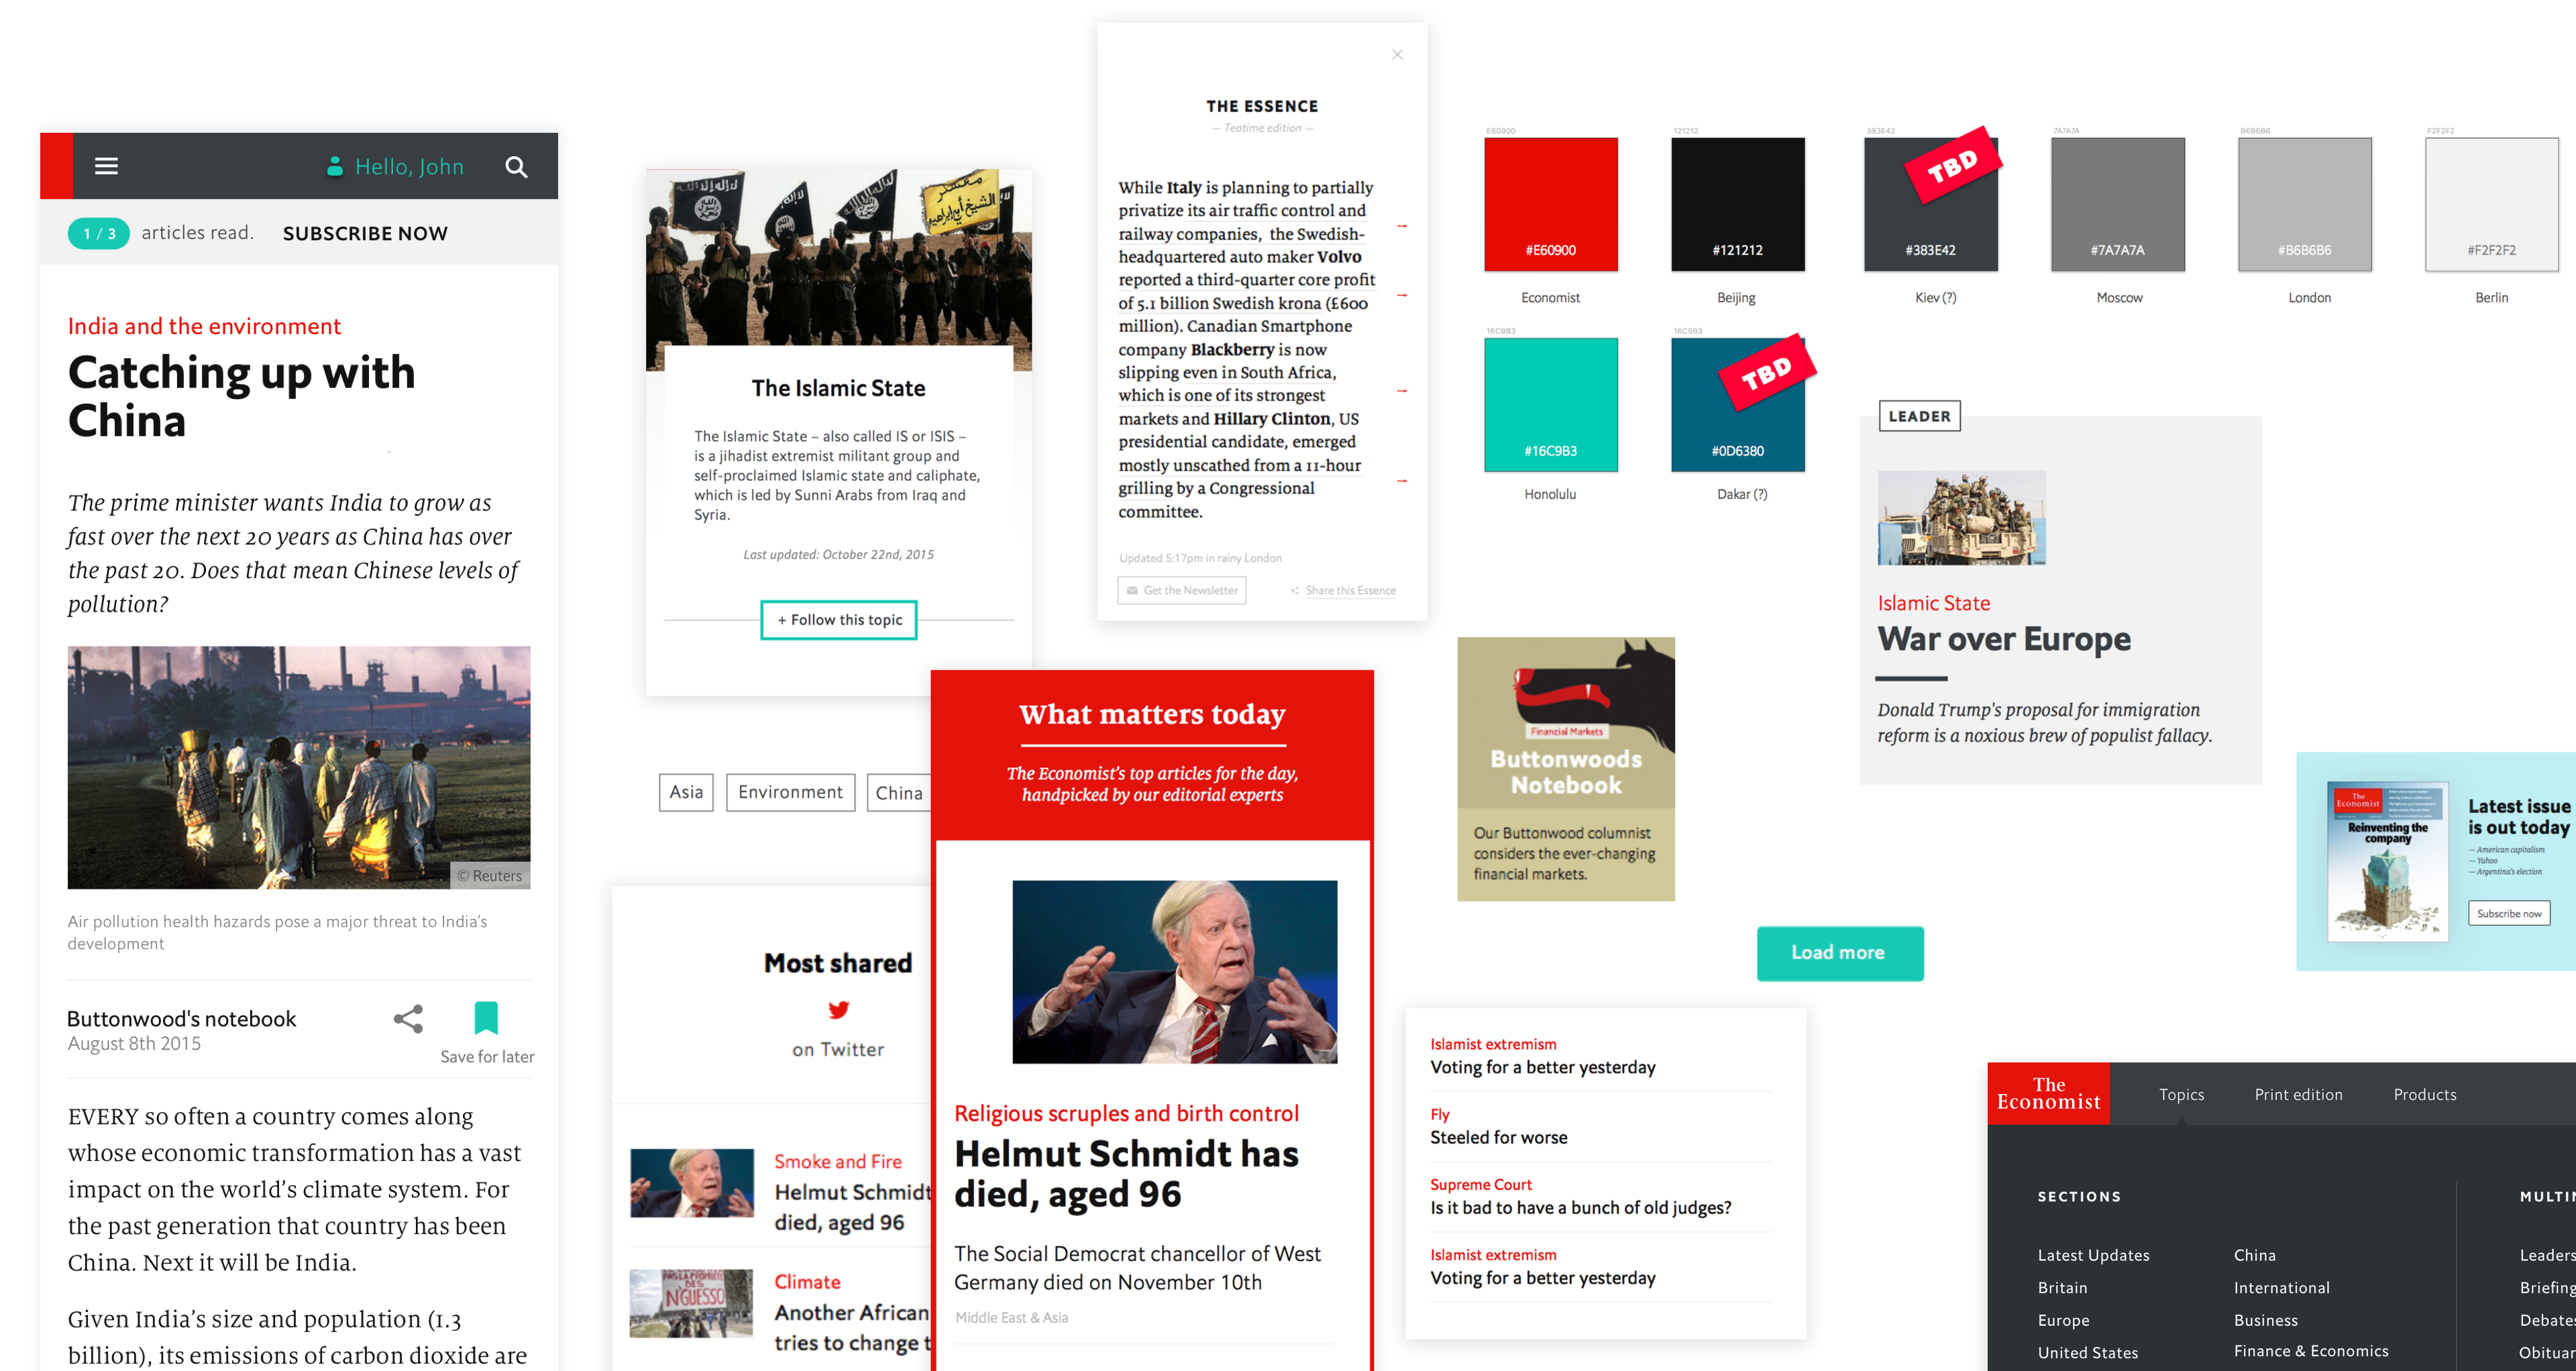 Hello, John
1 / 3 articles read. SUBSCRIBE NOW
India and the environment
Catching up with
China
The prime minister wants India to grow as
fast over the next 20 years as China has over
the past 20. Does that mean Chinese levels of
pollution?
© Reuters
Air pollution health hazards pose a major threat to India's
development
Buttonwood's notebook
August 8th 2015
Save for later
EVERY so often a country comes along
whose economic transformation has a vast
impact on the world's climate system. For
the past generation that country has been
China. Next it will be India.
Given India's size and population (1.3
billion), its emissions of carbon dioxide are
The Islamic State
The Islamic State – also called IS or ISIS –
is a jihadist extremist militant group and
self-proclaimed Islamic state and caliphate,
which is led by Sunni Arabs from Iraq and
Syria.
Last updated: October 22nd, 2015
+ Follow this topic
Asia
Environment
China
Most shared
on Twitter
Smoke and Fire
Helmut Schmidt
died, aged 96
PAS LA PROPRIETE
DES
N'GUESSO
Climate
Another African
tries to change t
THE ESSENCE
— Teatime edition —
While Italy is planning to partially
privatize its air traffic control and
railway companies, the Swedish-
headquartered auto maker Volvo
reported a third-quarter core profit
of 5.1 billion Swedish krona (£600
million). Canadian Smartphone
company Blackberry is now
slipping even in South Africa,
which is one of its strongest
markets and Hillary Clinton, US
presidential candidate, emerged
mostly unscathed from a 11-hour
grilling by a Congressional
committee.
Updated 5:17pm in rainy London
Get the Newsletter
Share this Essence
What matters today
The Economist's top articles for the day,
handpicked by our editorial experts
Religious scruples and birth control
Helmut Schmidt has
died, aged 96
The Social Democrat chancellor of West
Germany died on November 10th
Middle East & Asia
E60900
#E60900
Economist
121212
#121212
Beijing
383E42
TBD
#383E42
Kiev (?)
7A7A7A
#7A7A7A
Moscow
B6B6B6
#B6B6B6
London
F2F2F2
#F2F2F2
Berlin
16C9B3
#16C9B3
Honolulu
16C9B3
TBD
#0D6380
Dakar (?)
Financial Markets
Buttonwoods
Notebook
Our Buttonwood columnist
considers the ever-changing
financial markets.
LEADER
Islamic State
War over Europe
Donald Trump's proposal for immigration
reform is a noxious brew of populist fallacy.
Load more
The
Economist
Reinventing the
company
Latest issue
is out today
— American capitalism
— Yahoo
— Argentina's election
Subscribe now
Islamist extremism
Voting for a better yesterday
Fly
Steeled for worse
Supreme Court
Is it bad to have a bunch of old judges?
Islamist extremism
Voting for a better yesterday
The
Economist
Topics
Print edition
Products
SECTIONS
Latest Updates
Britain
Europe
United States
China
International
Business
Finance & Economics
MULTIN
Leaders
Briefing
Debates
Obituar